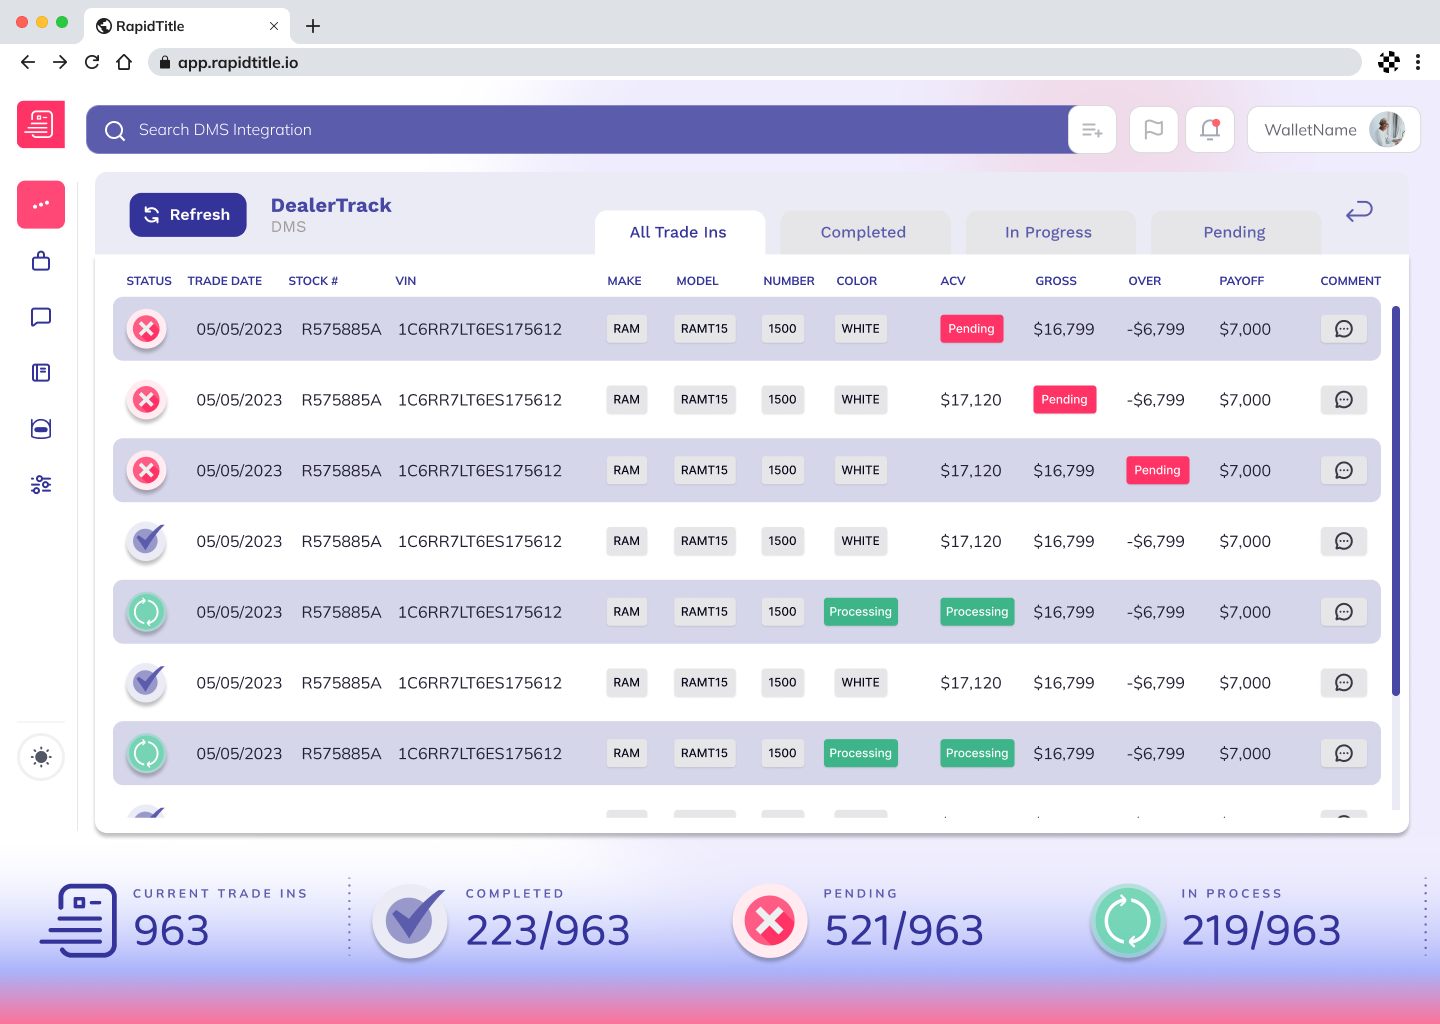 RapidTitle
app.rapidtitle.io
Search DMS Integration
WalletName
Refresh
DealerTrack
DMS
All Trade Ins
Completed
In Progress
Pending
STATUS TRADE DATE STOCK # VIN MAKE MODEL NUMBER COLOR ACV GROSS OVER PAYOFF COMMENT
05/05/2023 R575885A 1C6RR7LT6ES175612 RAM RAMT15 1500 WHITE Pending $16,799 -$6,799 $7,000
05/05/2023 R575885A 1C6RR7LT6ES175612 RAM RAMT15 1500 WHITE $17,120 Pending -$6,799 $7,000
05/05/2023 R575885A 1C6RR7LT6ES175612 RAM RAMT15 1500 WHITE $17,120 $16,799 Pending $7,000
05/05/2023 R575885A 1C6RR7LT6ES175612 RAM RAMT15 1500 WHITE $17,120 $16,799 -$6,799 $7,000
05/05/2023 R575885A 1C6RR7LT6ES175612 RAM RAMT15 1500 Processing Processing $16,799 -$6,799 $7,000
05/05/2023 R575885A 1C6RR7LT6ES175612 RAM RAMT15 1500 WHITE $17,120 $16,799 -$6,799 $7,000
05/05/2023 R575885A 1C6RR7LT6ES175612 RAM RAMT15 1500 Processing Processing $16,799 -$6,799 $7,000
CURRENT TRADE INS
963
COMPLETED
223/963
PENDING
521/963
IN PROCESS
219/963